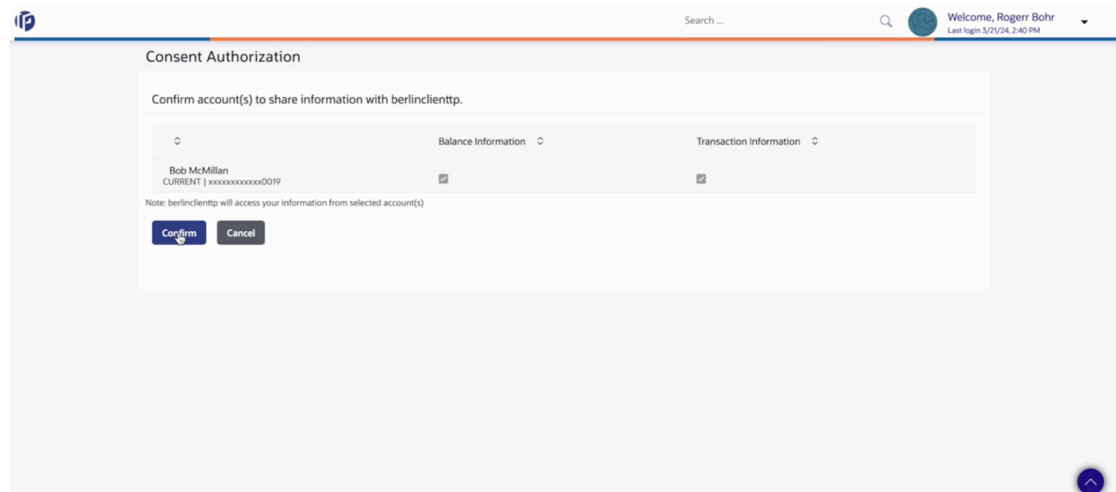 Search ...
Welcome, Rogerr Bohr
Last login 3/21/24, 2:40 PM
Consent Authorization
Confirm account(s) to share information with berlinclienttp.
Balance Information
Transaction Information
Bob McMillan
CURRENT | xxxxxxxxxxxx0019
Note: berlinclienttp will access your information from selected account(s)
Confirm
Cancel